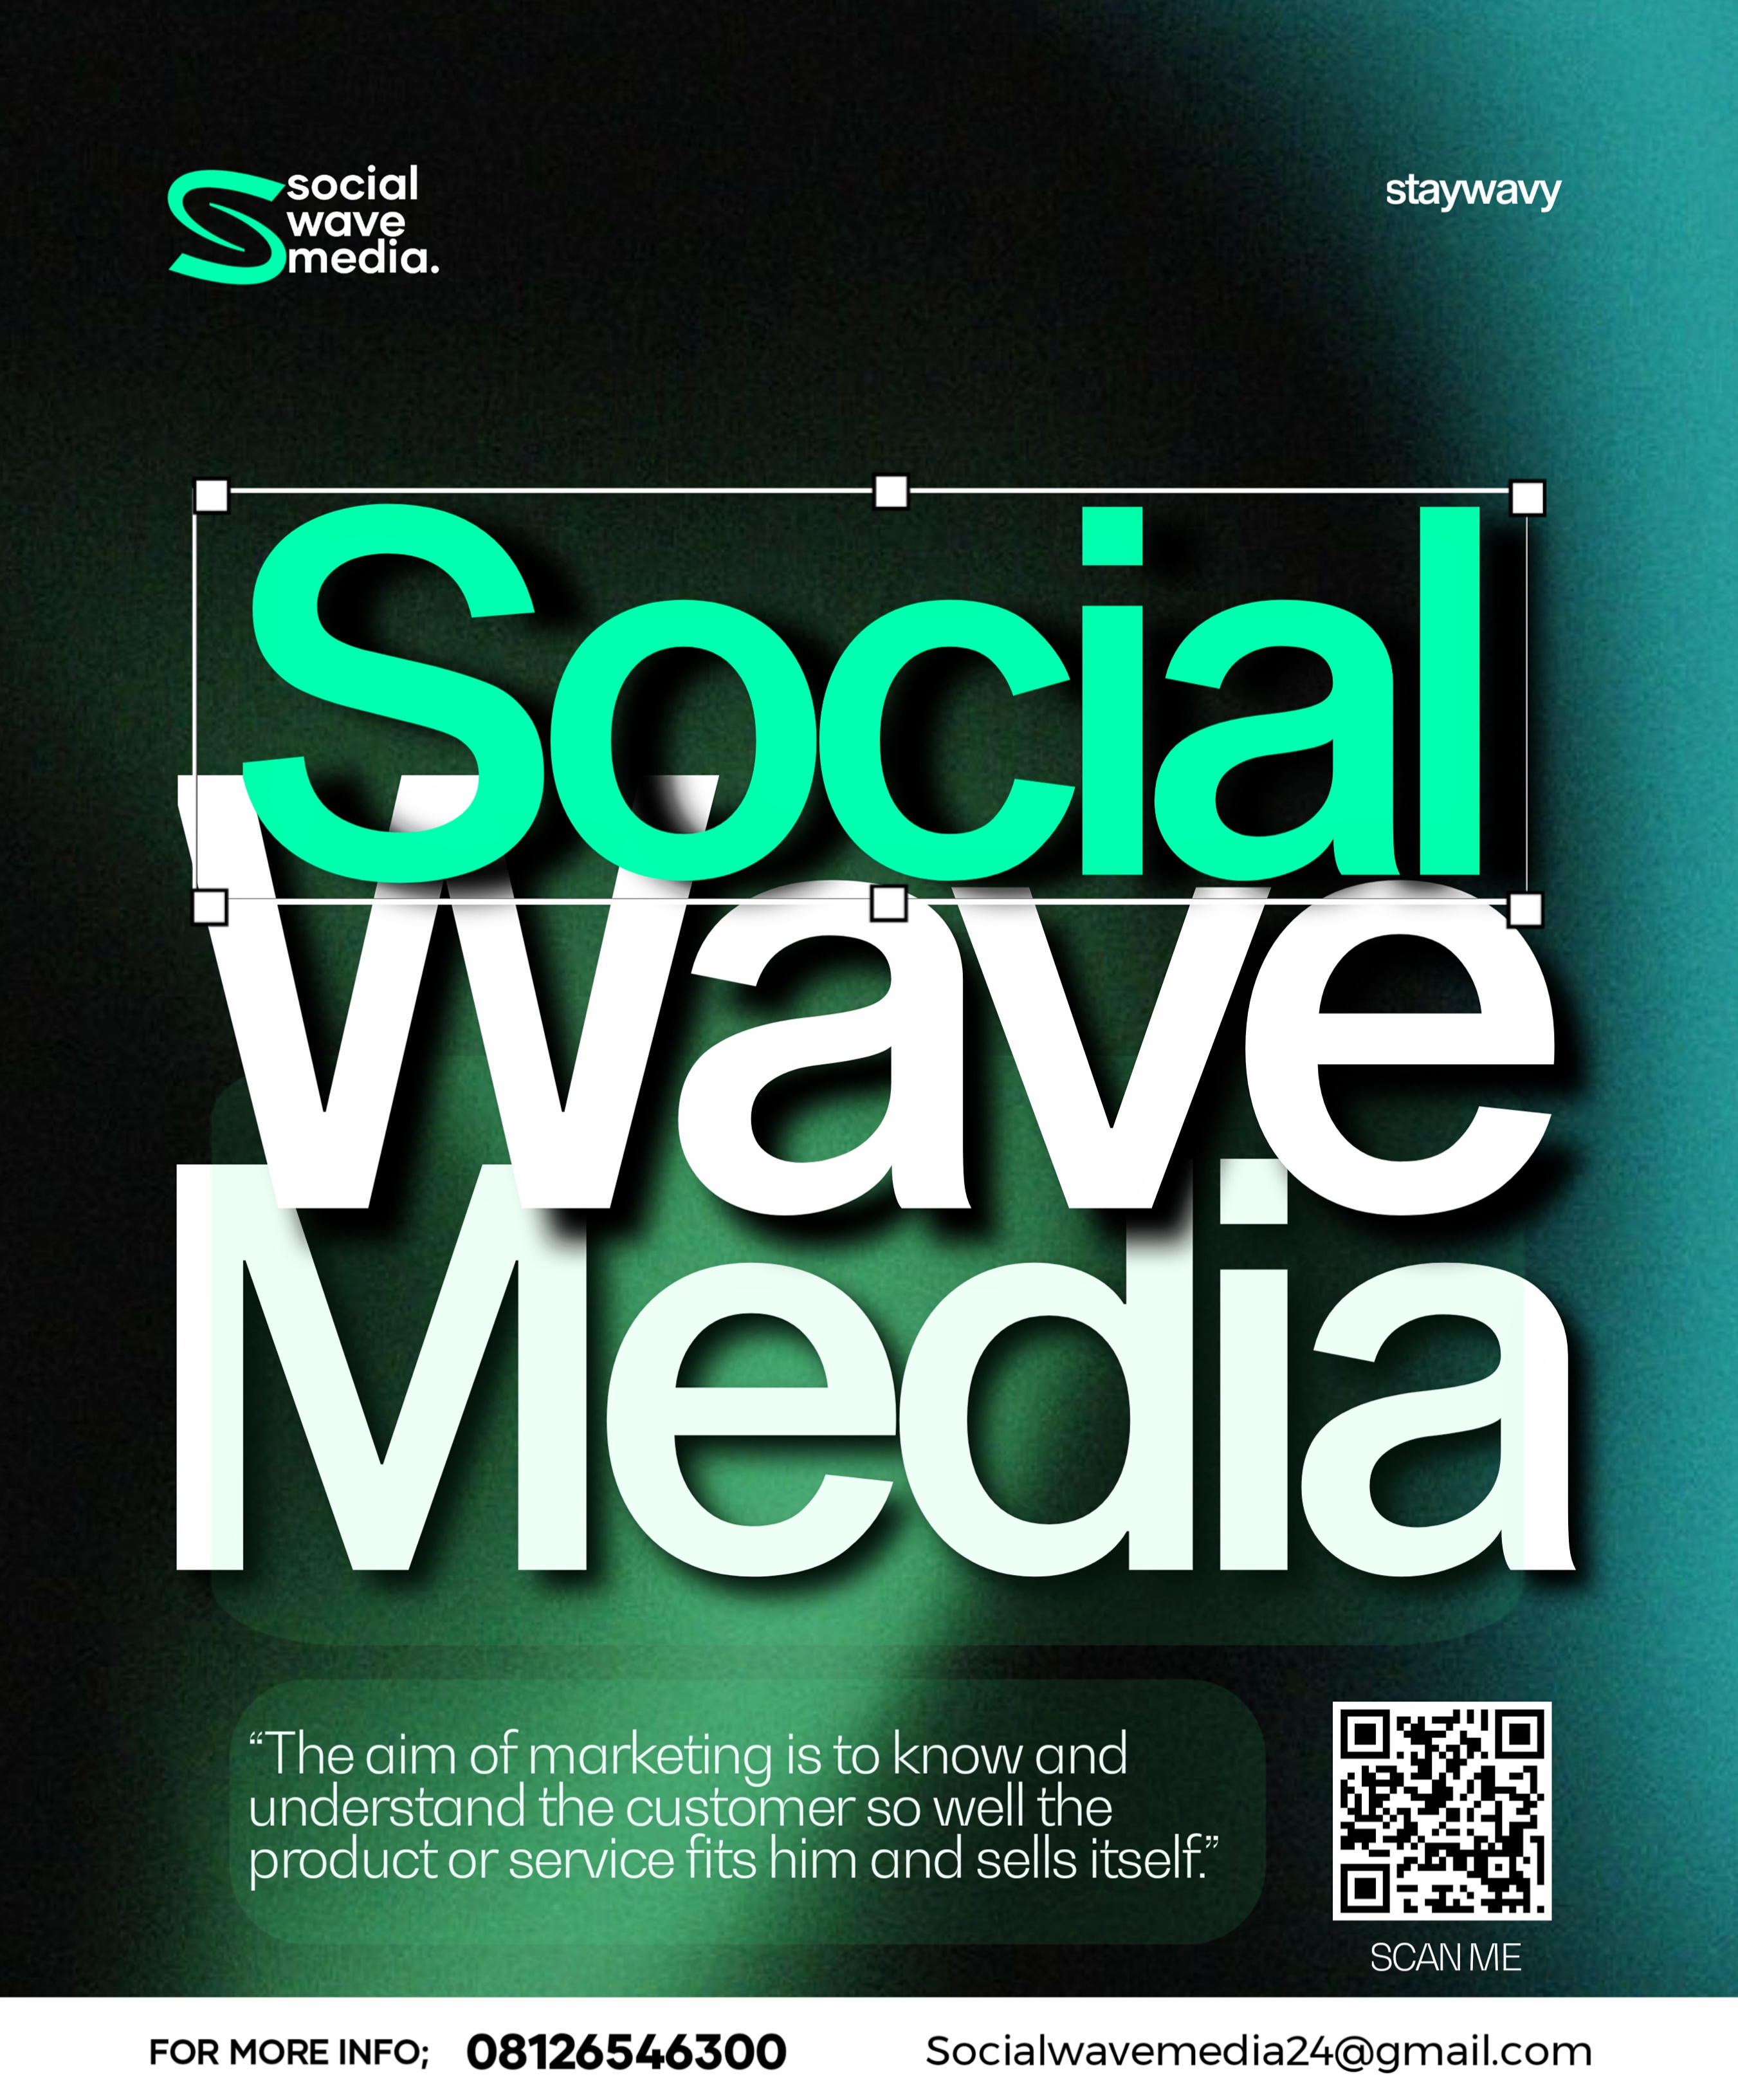 social
wave
media.
staywavy
Social
Wave
Media
“The aim of marketing is to know and
understand the customer so well the
product or service fits him and sells itself.”
SCAN ME
FOR MORE INFO; 08126546300 Socialwavemedia24@gmail.com